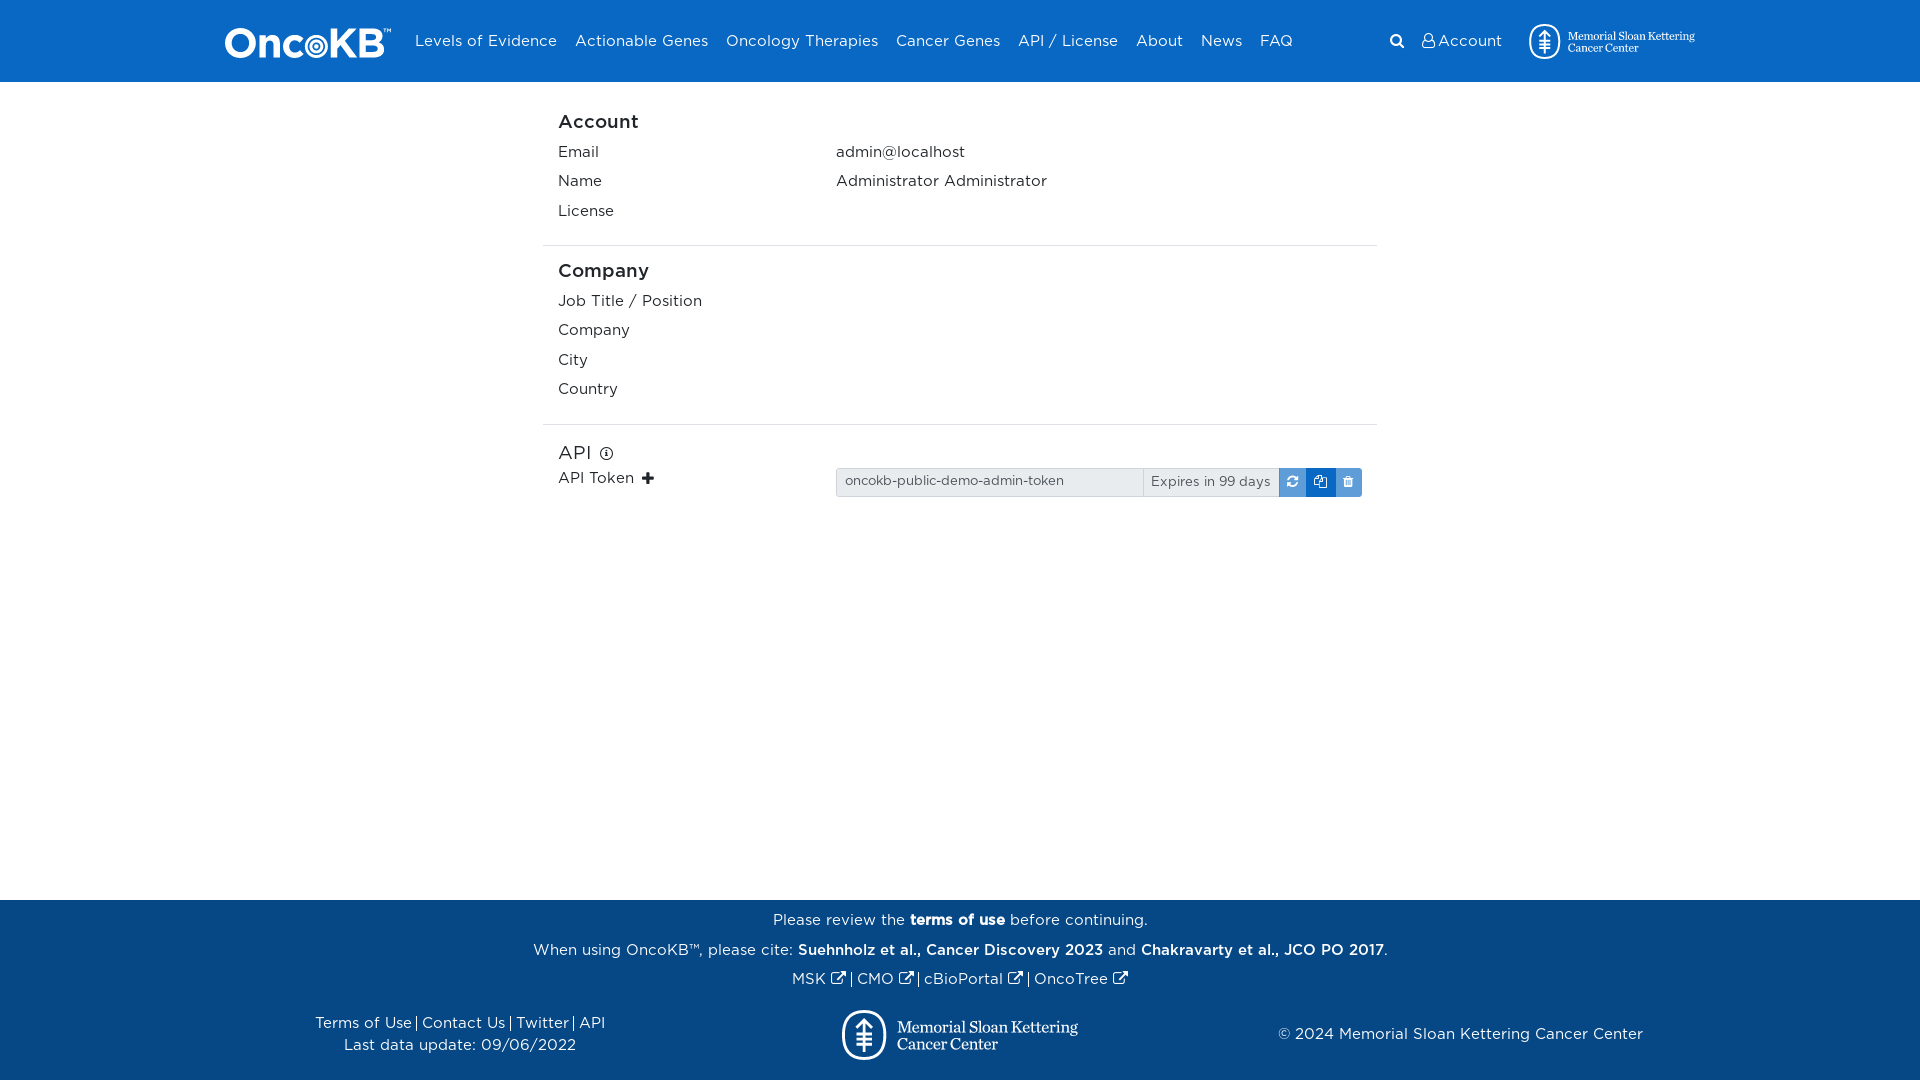 OncoKB™ Levels of Evidence Actionable Genes Oncology Therapies Cancer Genes API / License About News FAQ Account Memorial Sloan Kettering
Cancer Center
Account
Email admin@localhost
Name Administrator Administrator
License
Company
Job Title / Position
Company
City
Country
API
API Token oncokb-public-demo-admin-token Expires in 99 days
Please review the terms of use before continuing.
When using OncoKB™, please cite: Suehnholz et al., Cancer Discovery 2023 and Chakravarty et al., JCO PO 2017.
MSK | CMO | cBioPortal | OncoTree
Terms of Use | Contact Us | Twitter | API
Last data update: 09/06/2022
Memorial Sloan Kettering
Cancer Center
© 2024 Memorial Sloan Kettering Cancer Center